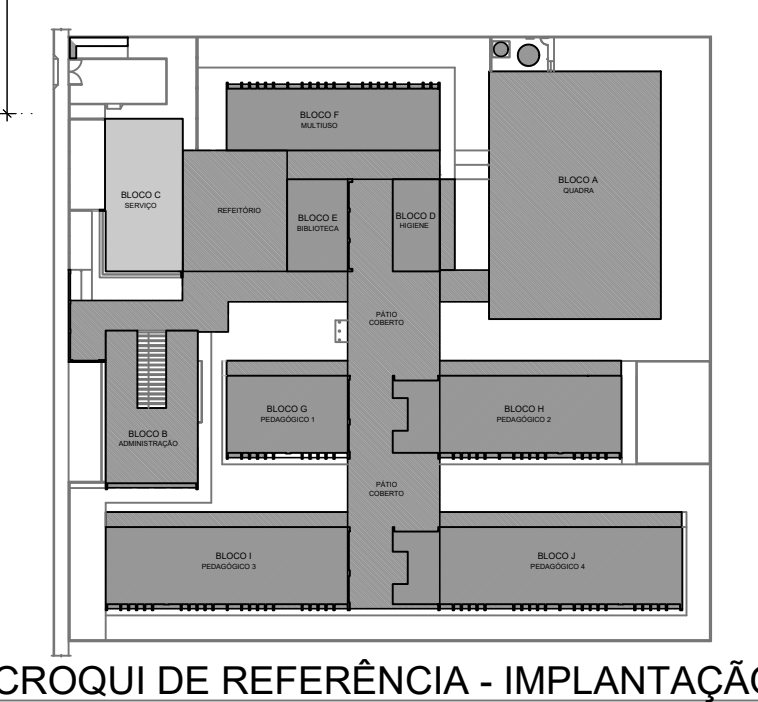 BLOCO F
MULTIUSO
BLOCO A
QUADRA
BLOCO C
SERVIÇO
REFEITÓRIO
BLOCO E
BIBLIOTECA
BLOCO D
HIGIENE
PÁTIO
COBERTO
BLOCO G
PEDAGÓGICO 1
BLOCO H
PEDAGÓGICO 2
BLOCO B
ADMINISTRAÇÃO
PÁTIO
COBERTO
BLOCO I
PEDAGÓGICO 3
BLOCO J
PEDAGÓGICO 4
CROQUI DE REFERÊNCIA - IMPLANTAÇÃO